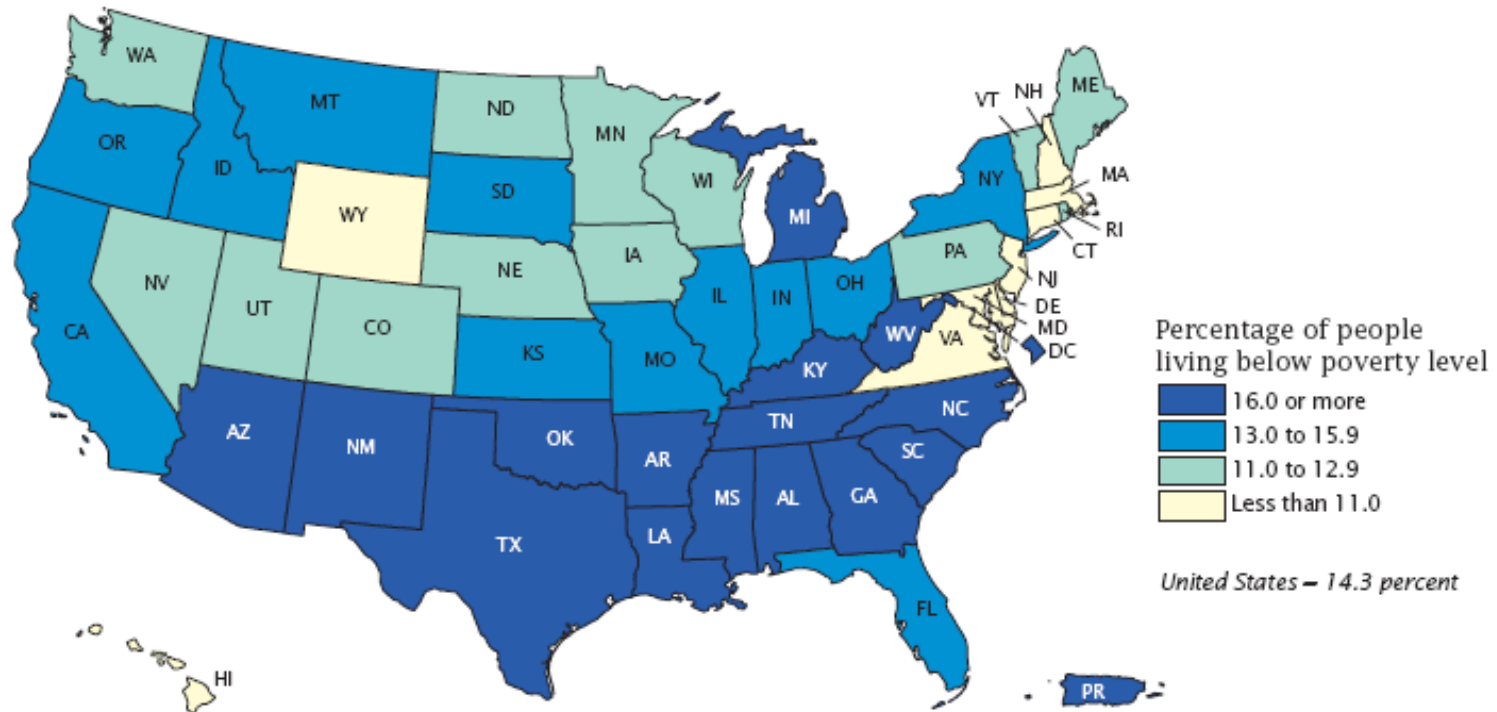 WA
MT
ND
MN
ME
VT
NH
OR
ID
SD
WI
NY
MA
WY
MI
RI
CT
NV
NE
IA
PA
UT
CO
IL
IN
OH
NJ
DE
MD
DC
CA
KS
MO
WV
VA
KY
AZ
NM
OK
AR
TN
NC
SC
MS
AL
GA
TX
LA
FL
HI
PR
Percentage of people
living below poverty level
16.0 or more
13.0 to 15.9
11.0 to 12.9
Less than 11.0
United States – 14.3 percent